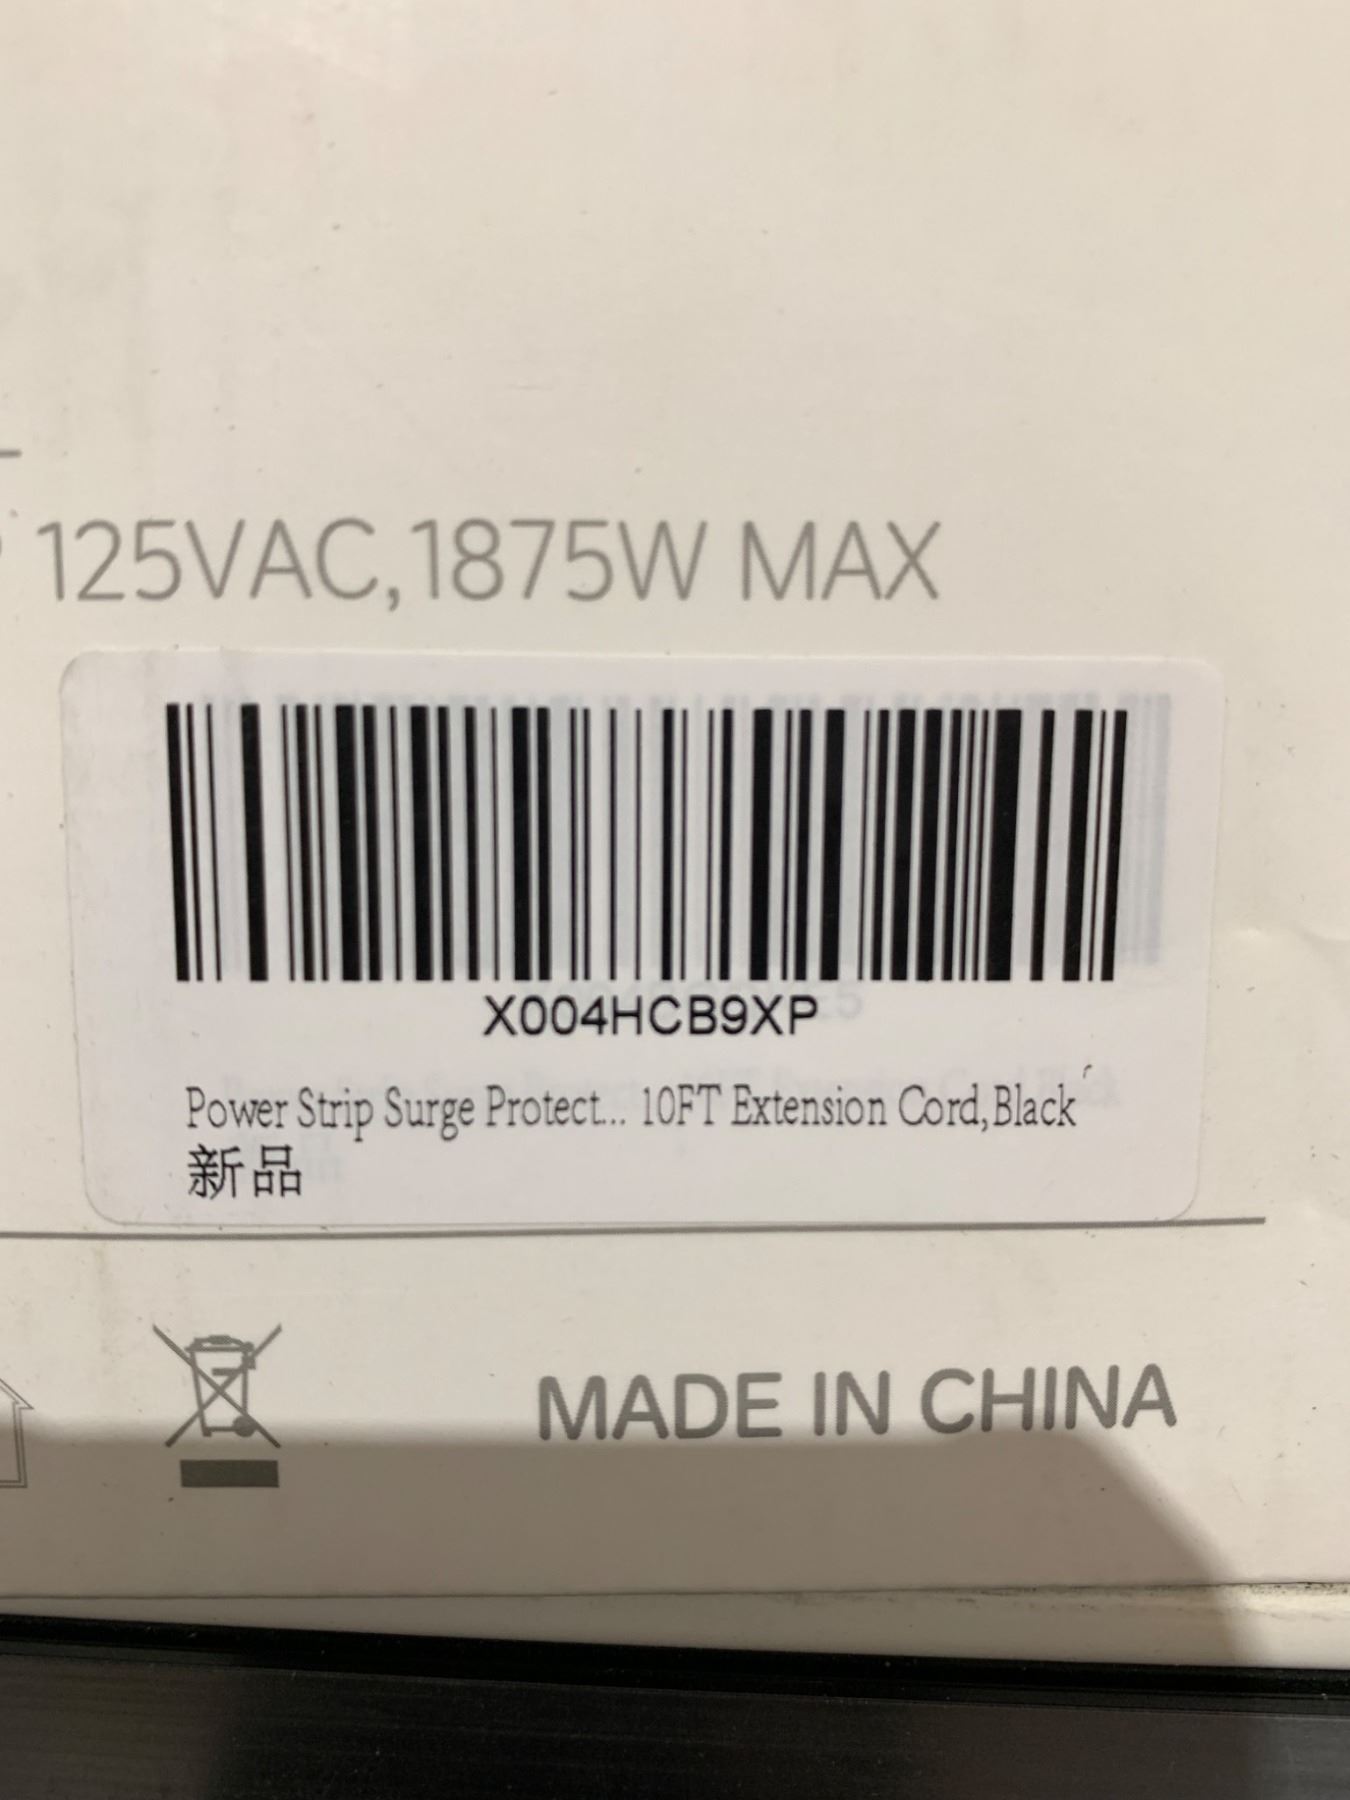 125VAC,1875W MAX
X004HCB9XP
Power Strip Surge Protect... 10FT Extension Cord,Black
新品
MADE IN CHINA